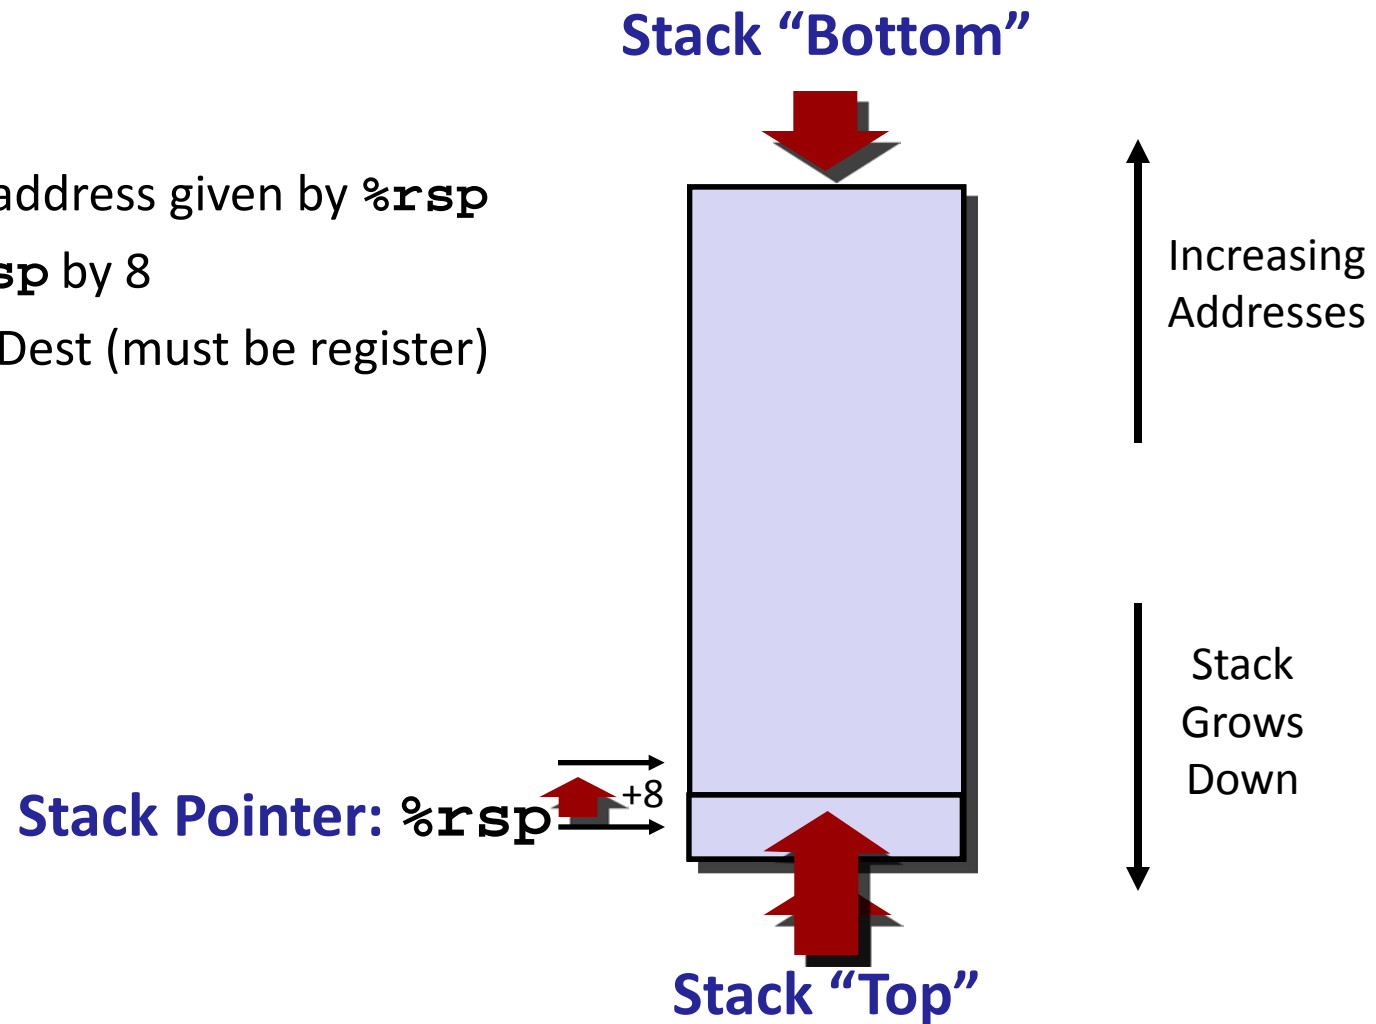 Stack “Bottom”
address given by %rsp
sp by 8
Dest (must be register)
Increasing
Addresses
Stack
Grows
Down
+8
Stack Pointer: %rsp
Stack “Top”